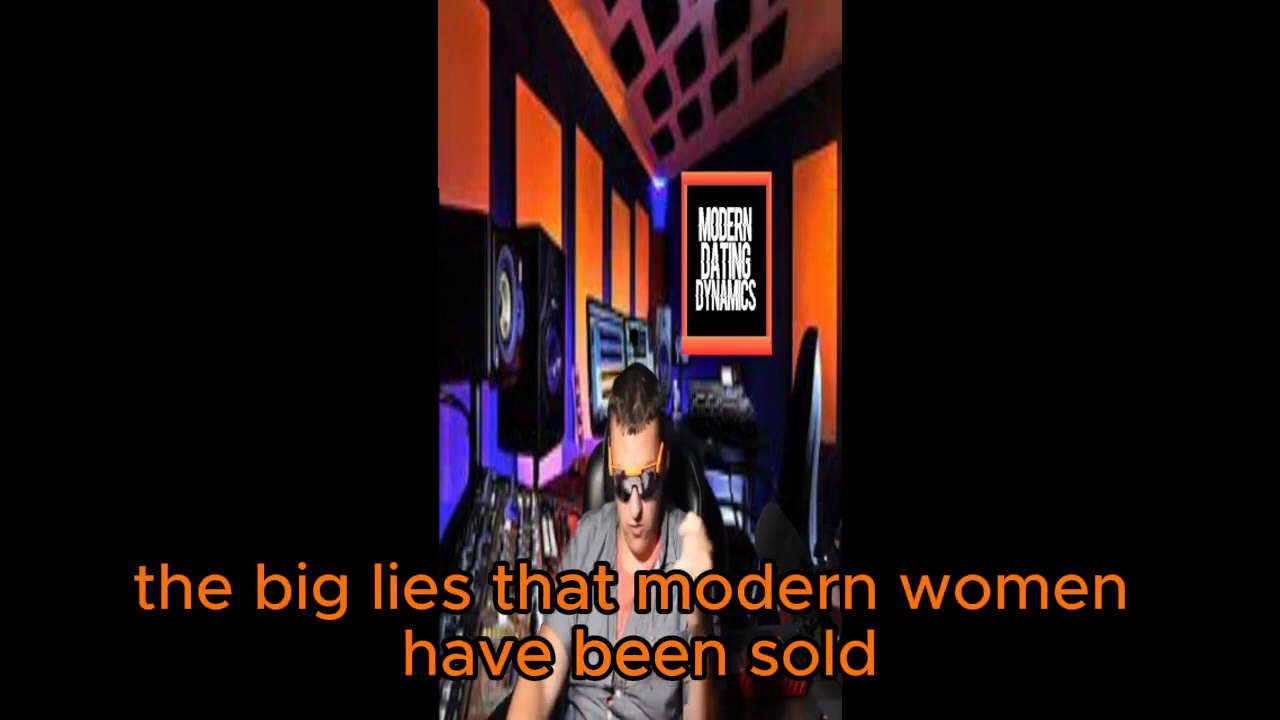 MODERN
DATING
DYNAMICS
the big lies that modern women
have been sold